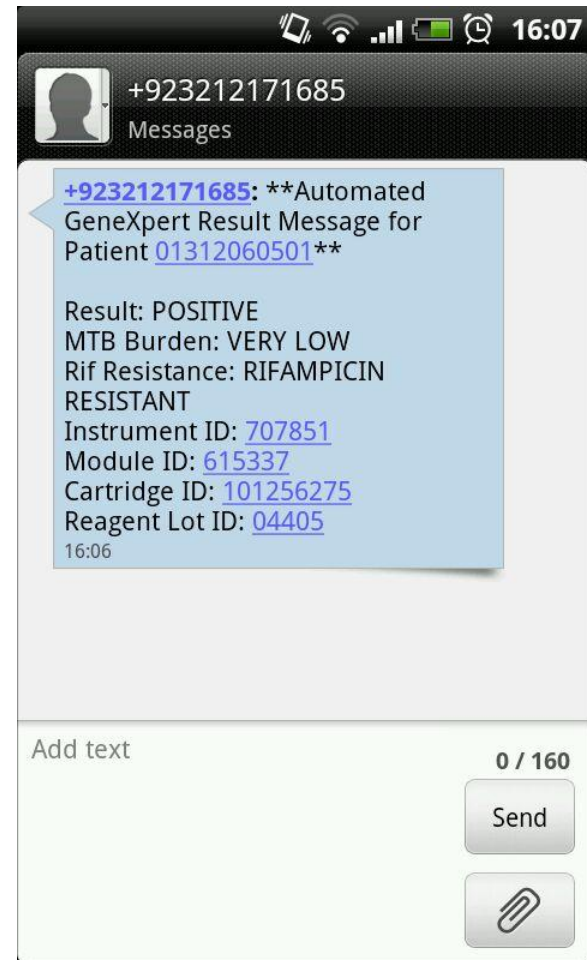 16:07
+923212171685
Messages
+923212171685: **Automated
GeneXpert Result Message for
Patient 01312060501**
Result: POSITIVE
MTB Burden: VERY LOW
Rif Resistance: RIFAMPICIN
RESISTANT
Instrument ID: 707851
Module ID: 615337
Cartridge ID: 101256275
Reagent Lot ID: 04405
16:06
Add text
0 / 160
Send